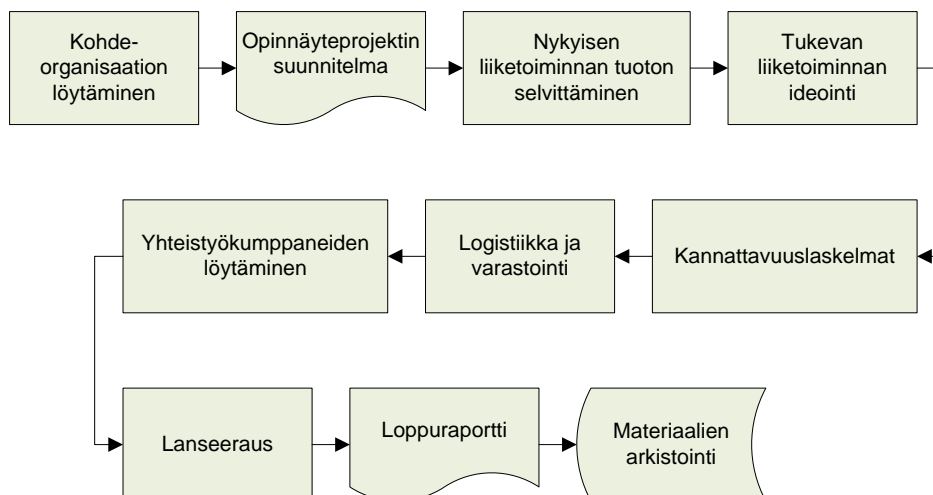 Kohde-
organisaation
löytäminen
Opinnäyteprojektin
suunnitelma
Nykyisen
liiketoiminnan tuoton
selvittäminen
Tukevan
liiketoiminnan
ideointi
Kannattavuuslaskelmat
Logistiikka ja
varastointi
Yhteistyökumppaneiden
löytäminen
Lanseeraus
Loppuraportti
Materiaalien
arkistointi